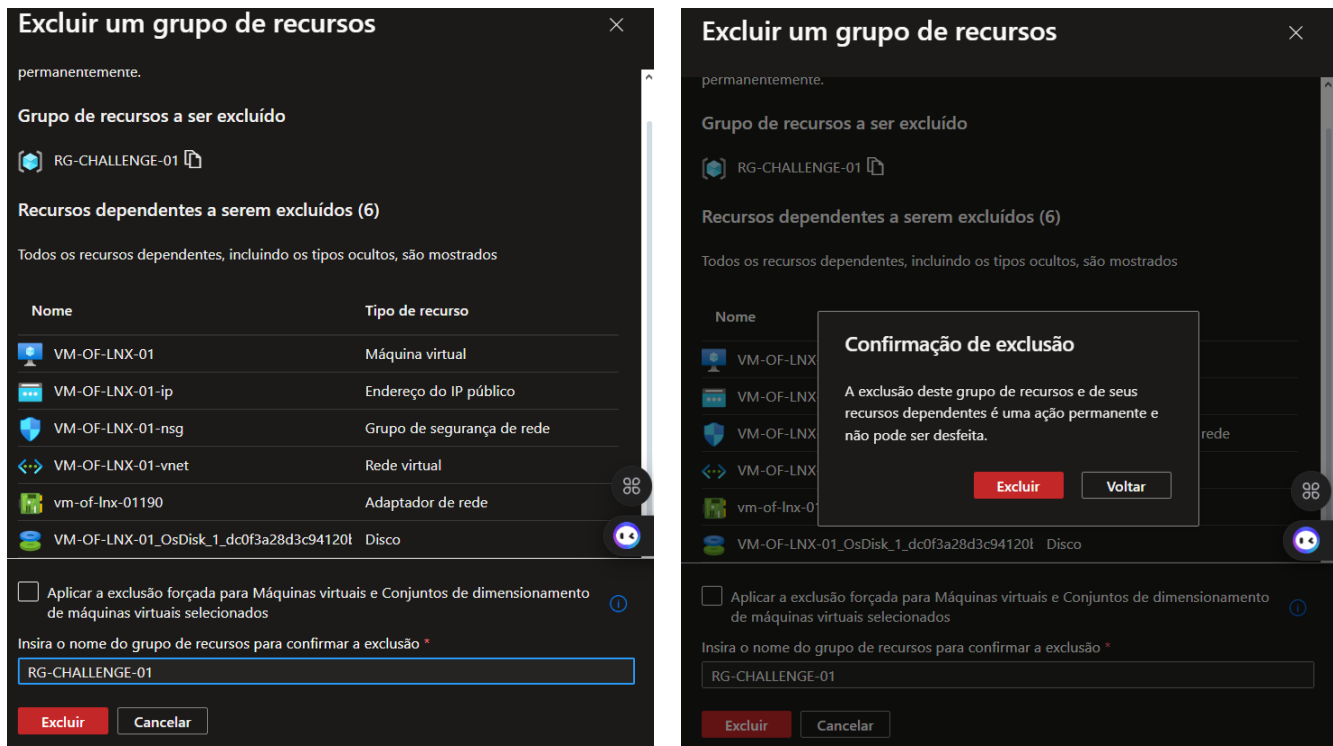 Excluir um grupo de recursos
permanentemente.
Grupo de recursos a ser excluído
RG-CHALLENGE-01
Recursos dependentes a serem excluídos (6)
Todos os recursos dependentes, incluindo os tipos ocultos, são mostrados
Nome Tipo de recurso
VM-OF-LNX-01 Máquina virtual
VM-OF-LNX-01-ip Endereço do IP público
VM-OF-LNX-01-nsg Grupo de segurança de rede
VM-OF-LNX-01-vnet Rede virtual
vm-of-lnx-01190 Adaptador de rede
VM-OF-LNX-01_OsDisk_1_dc0f3a28d3c94120 Disco
Aplicar a exclusão forçada para Máquinas virtuais e Conjuntos de dimensionamento
de máquinas virtuais selecionados
Insira o nome do grupo de recursos para confirmar a exclusão *
RG-CHALLENGE-01
Excluir Cancelar
Excluir um grupo de recursos
permanentemente.
Grupo de recursos a ser excluído
RG-CHALLENGE-01
Recursos dependentes a serem excluídos (6)
Todos os recursos dependentes, incluindo os tipos ocultos, são mostrados
Nome
VM-OF-LNX
VM-OF-LNX
VM-OF-LNX rede
VM-OF-LNX
vm-of-lnx-01
VM-OF-LNX-01_OsDisk_1_dc0f3a28d3c94120 Disco
Confirmação de exclusão
A exclusão deste grupo de recursos e de seus
recursos dependentes é uma ação permanente e
não pode ser desfeita.
Excluir Voltar
Aplicar a exclusão forçada para Máquinas virtuais e Conjuntos de dimensionamento
de máquinas virtuais selecionados
Insira o nome do grupo de recursos para confirmar a exclusão *
RG-CHALLENGE-01
Excluir Cancelar